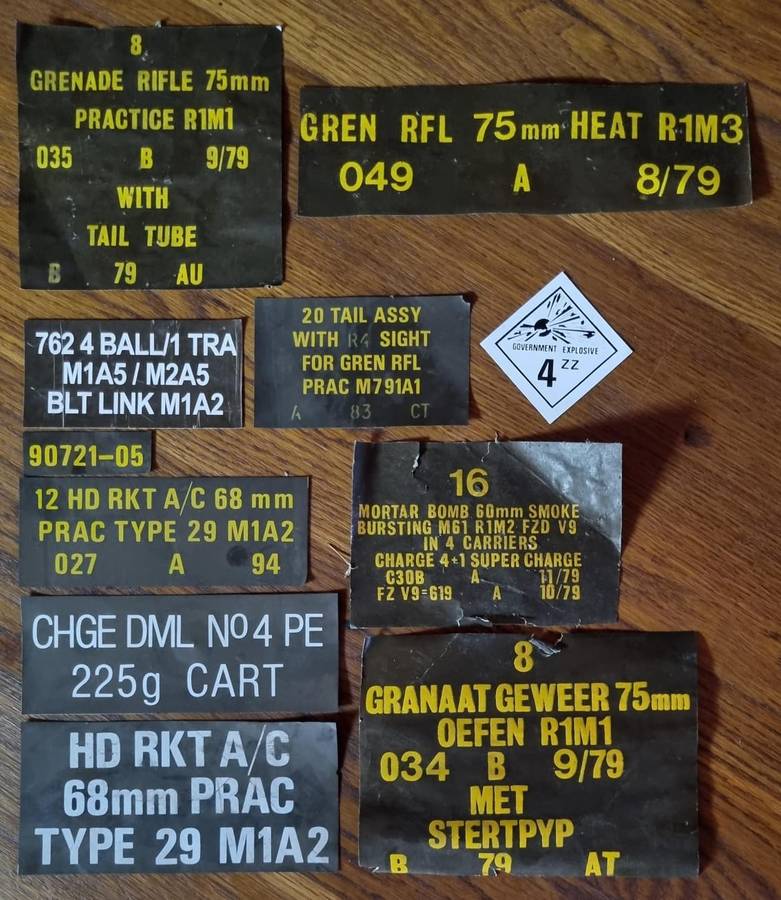 8
GRENADE RIFLE 75mm
PRACTICE R1M1
035 B 9/79
WITH
TAIL TUBE
B 79 AU
GREN RFL 75mm HEAT R1M3
049 A 8/79
762 4 BALL/1 TRA
M1A5 / M2A5
BLT LINK M1A2
20 TAIL ASSY
WITH R4 SIGHT
FOR GREN RFL
PRAC M791A1
A 83 CT
GOVERNMENT EXPLOSIVE
4 ZZ
90721-05
12 HD RKT A/C 68 mm
PRAC TYPE 29 M1A2
027 A 94
16
MORTAR BOMB 60mm SMOKE
BURSTING M61 R1M2 FZD V9
IN 4 CARRIERS
CHARGE 4+1 SUPER CHARGE
C30B A 11/79
FZ V9=619 A 10/79
CHGE DML Nº4 PE
225g CART
HD RKT A/C
68mm PRAC
TYPE 29 M1A2
8
GRANAAT GEWEER 75mm
OEFEN R1M1
034 B 9/79
MET
STERTPYP
B 79 AT